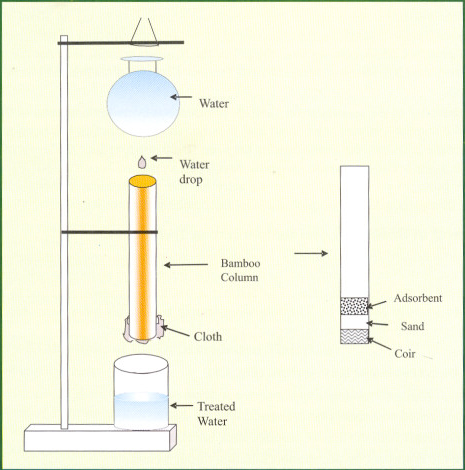 Water
Water
drop
Bamboo
Column
Adsorbent
Sand
Cloth
Coir
Treated
Water